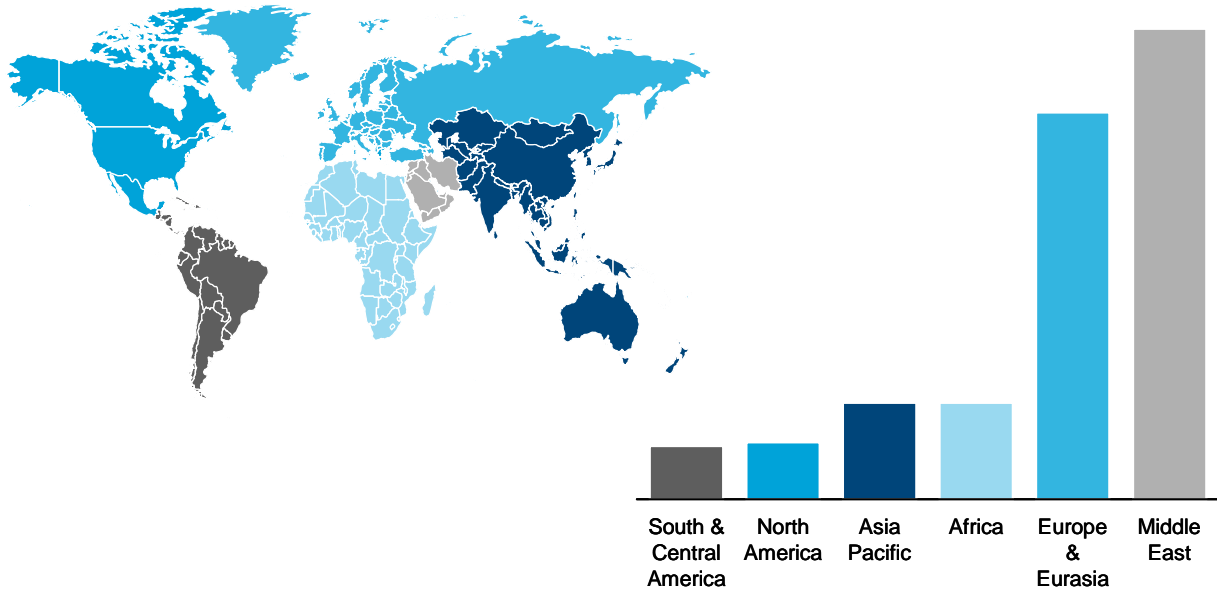 South &
Central
America
North
America
Asia
Pacific
Africa
Europe
&
Eurasia
Middle
East